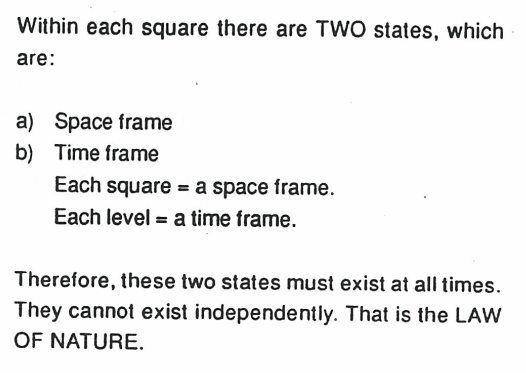 Within each square there are TWO states, which
are:
a) Space frame
b) Time frame
Each square = a space frame.
Each level = a time frame.
Therefore, these two states must exist at all times.
They cannot exist independently. That is the LAW
OF NATURE.